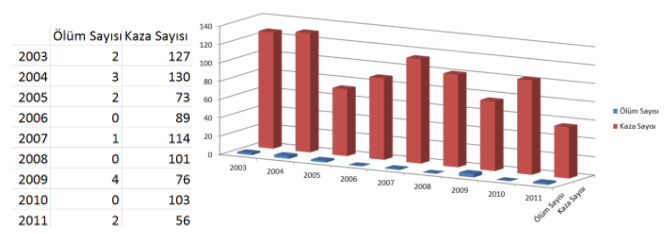 Ölüm Sayısı Kaza Sayısı
2003 2 127
2004 3 130
2005 2 73
2006 0 89
2007 1 114
2008 0 101
2009 4 76
2010 0 103
2011 2 56
140
120
100
80
60
40
20
0
2003 2004 2005 2006 2007 2008 2009 2010 2011
Ölüm Sayısı
Kaza Sayısı
Ölüm Sayısı
Kaza Sayısı